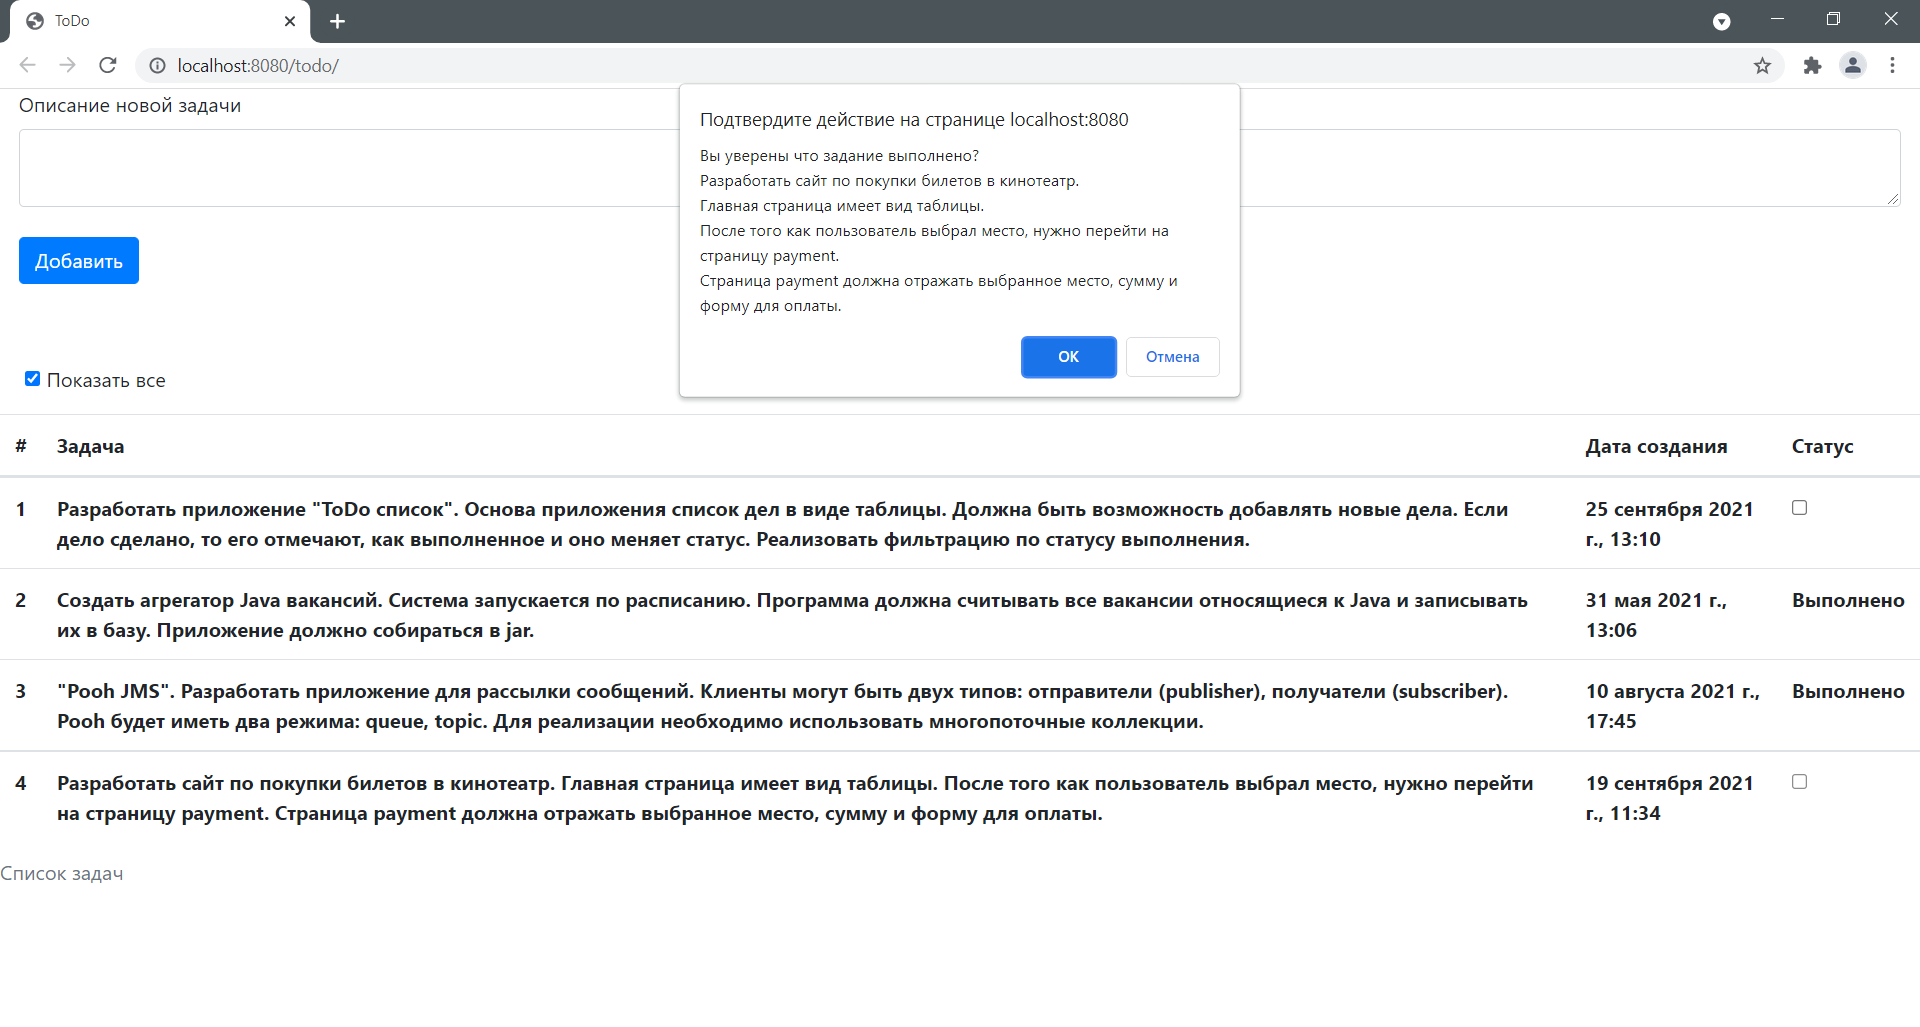 ToDo
localhost:8080/todo/
Описание новой задачи
Подтвердите действие на странице localhost:8080
Вы уверены что задание выполнено?
Разработать сайт по покупки билетов в кинотеатр.
Главная страница имеет вид таблицы.
После того как пользователь выбрал место, нужно перейти на
страницу payment.
Страница payment должна отражать выбранное место, сумму и
форму для оплаты.
ОК
Отмена
Добавить
Показать все
# Задача Дата создания Статус
1 Разработать приложение "ToDo список". Основа приложения список дел в виде таблицы. Должна быть возможность добавлять новые дела. Если 25 сентября 2021
дело сделано, то его отмечают, как выполненное и оно меняет статус. Реализовать фильтрацию по статусу выполнения. г., 13:10
2 Создать агрегатор Java вакансий. Система запускается по расписанию. Программа должна считывать все вакансии относящиеся к Java и записывать 31 мая 2021 г., Выполнено
их в базу. Приложение должно собираться в jar. 13:06
3 "Pooh JMS". Разработать приложение для рассылки сообщений. Клиенты могут быть двух типов: отправители (publisher), получатели (subscriber). 10 августа 2021 г., Выполнено
Pooh будет иметь два режима: queue, topic. Для реализации необходимо использовать многопоточные коллекции. 17:45
4 Разработать сайт по покупки билетов в кинотеатр. Главная страница имеет вид таблицы. После того как пользователь выбрал место, нужно перейти 19 сентября 2021
на страницу payment. Страница payment должна отражать выбранное место, сумму и форму для оплаты. г., 11:34
Список задач